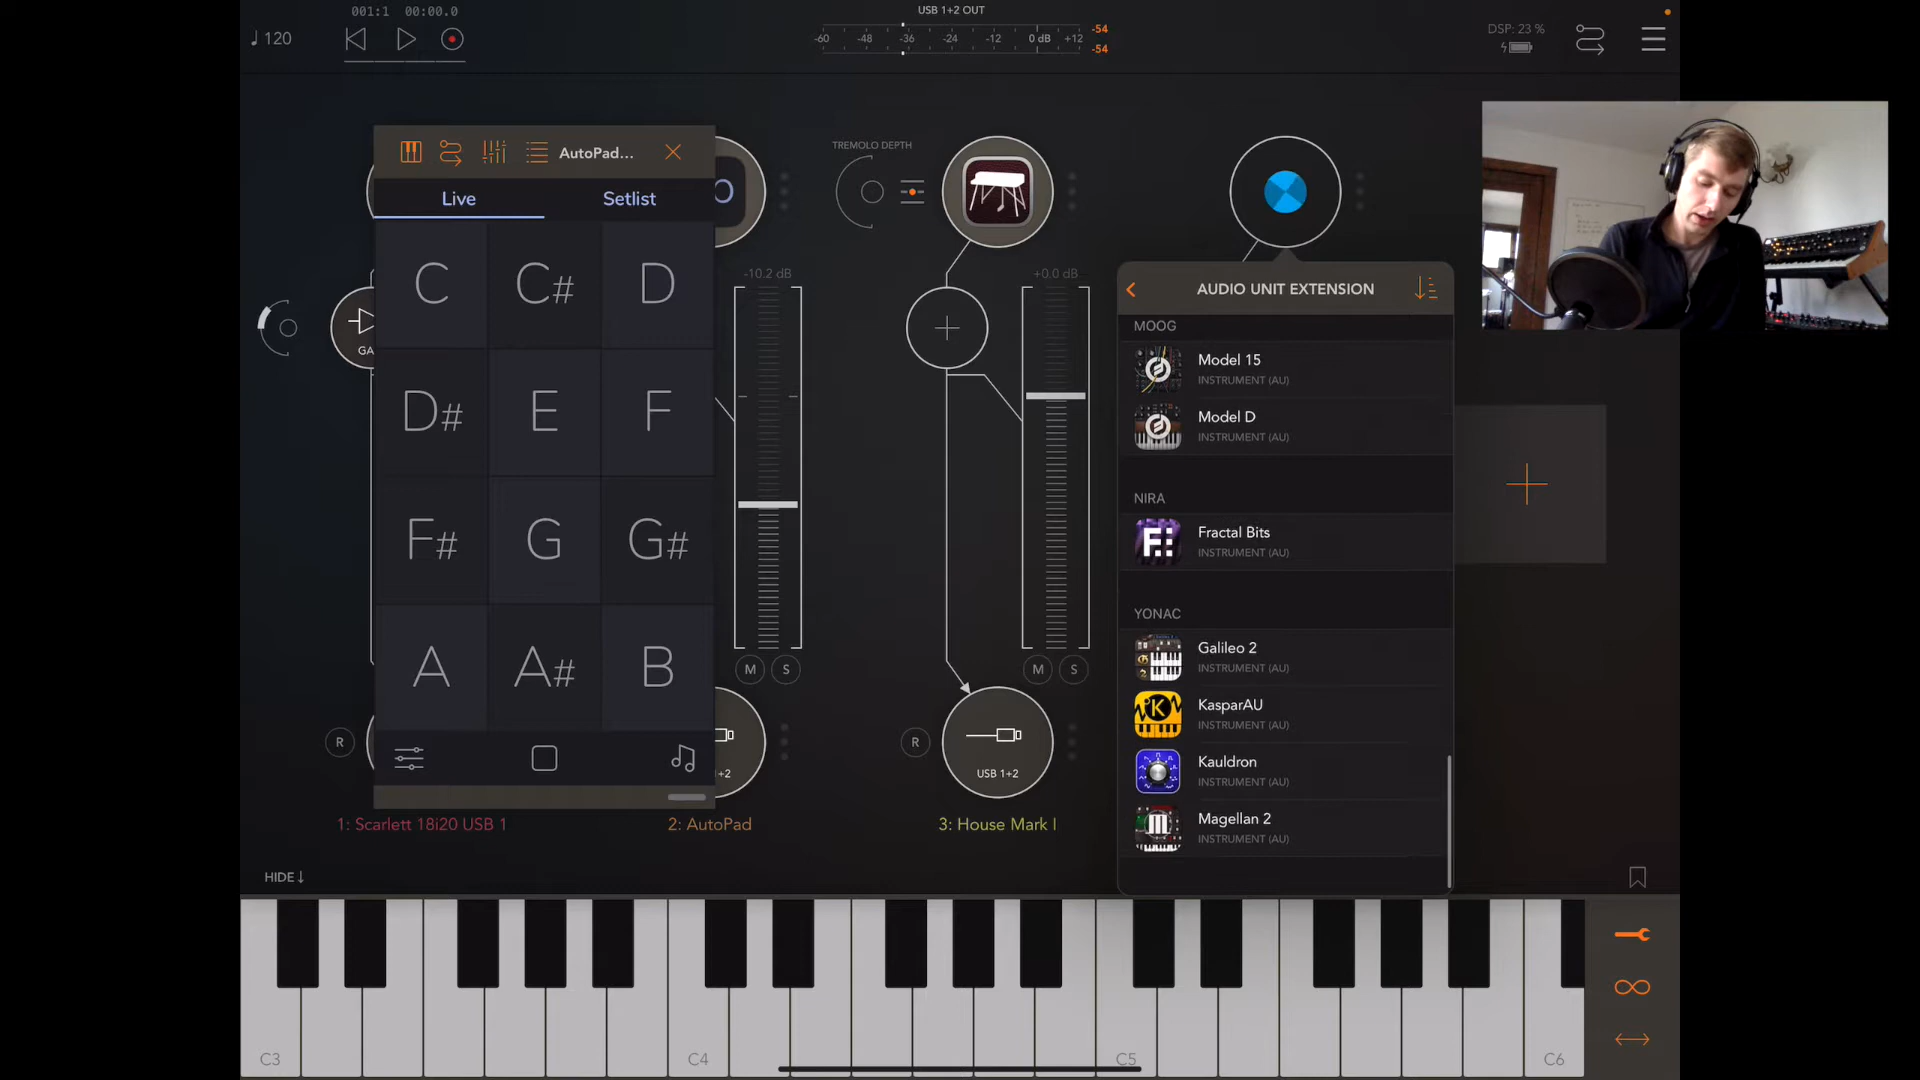 001:1 00:00.0
♩120
USB 1+2 OUT
-60 -48 -36 -24 -12 0 dB +12
-54
-54
DSP: 23 %
AutoPad...
Live Setlist
C C# D
D# E F
F# G G#
A A# B
GA
-10.2 dB
TREMOLO DEPTH
+0.0 dB
M S
M S
R
+2
R
USB 1+2
1: Scarlett 18i20 USB 1
2: AutoPad
3: House Mark I
AUDIO UNIT EXTENSION
MOOG
Model 15
INSTRUMENT (AU)
Model D
INSTRUMENT (AU)
NIRA
Fractal Bits
INSTRUMENT (AU)
YONAC
Galileo 2
INSTRUMENT (AU)
KasparAU
INSTRUMENT (AU)
Kauldron
INSTRUMENT (AU)
Magellan 2
INSTRUMENT (AU)
HIDE↓
C3 C4 C5 C6